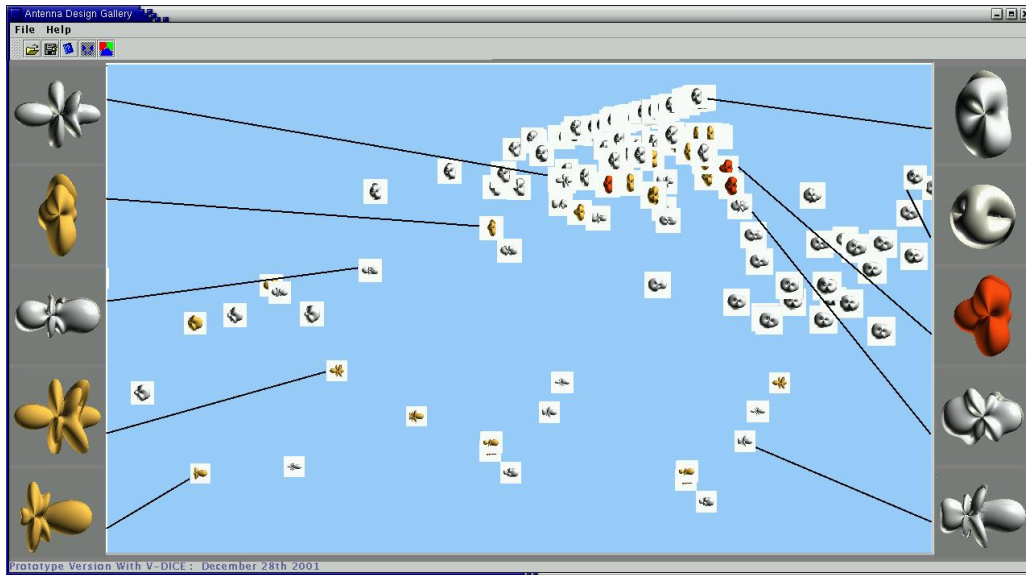 Antenna Design Gallery
File Help
Prototype Version With V-DICE : December 28th 2001